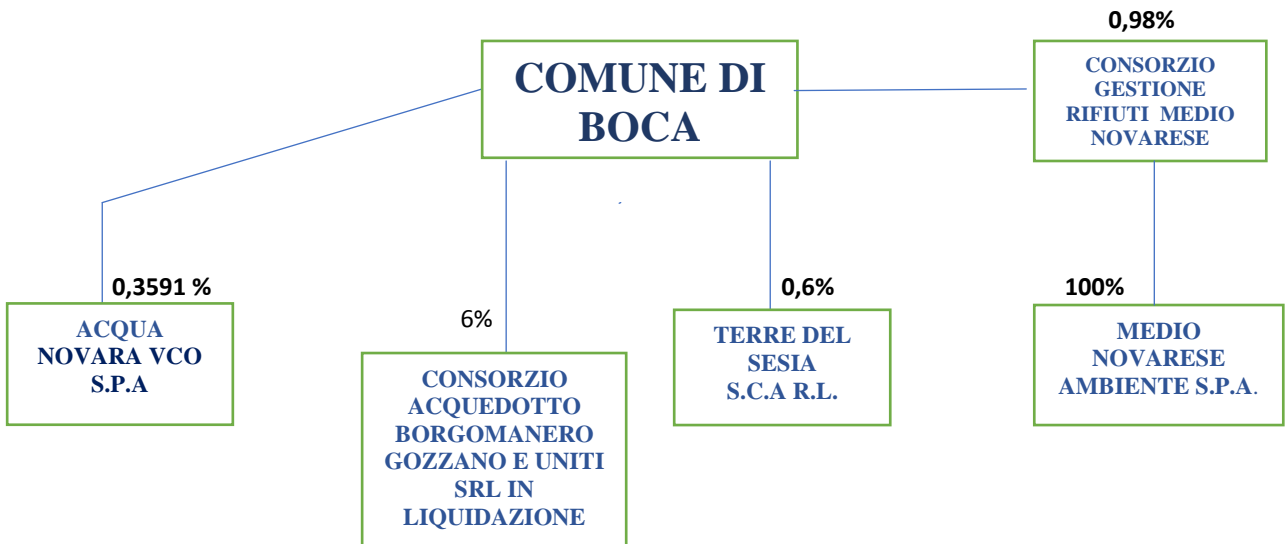 0,98%
COMUNE DI
BOCA
CONSORZIO
GESTIONE
RIFIUTI MEDIO
NOVARESE
0,3591 %
ACQUA
NOVARA VCO
S.P.A
6%
CONSORZIO
ACQUEDOTTO
BORGOMANERO
GOZZANO E UNITI
SRL IN
LIQUIDAZIONE
0,6%
TERRE DEL
SESIA
S.C.A R.L.
100%
MEDIO
NOVARESE
AMBIENTE S.P.A.